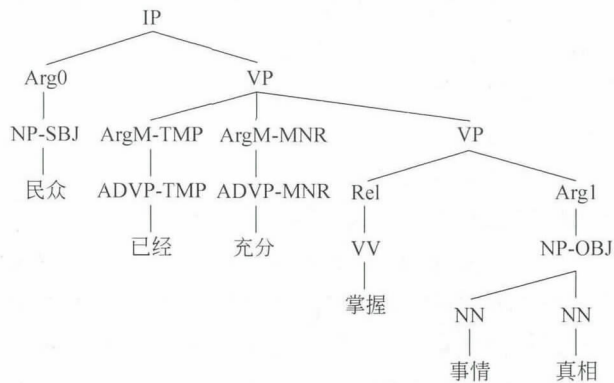 IP
Arg0 VP
NP-SBJ ArgM-TMP ArgM-MNR VP
民众 ADVP-TMP ADVP-MNR Rel Arg1
已经 充分 VV NP-OBJ
掌握 NN NN
事情 真相